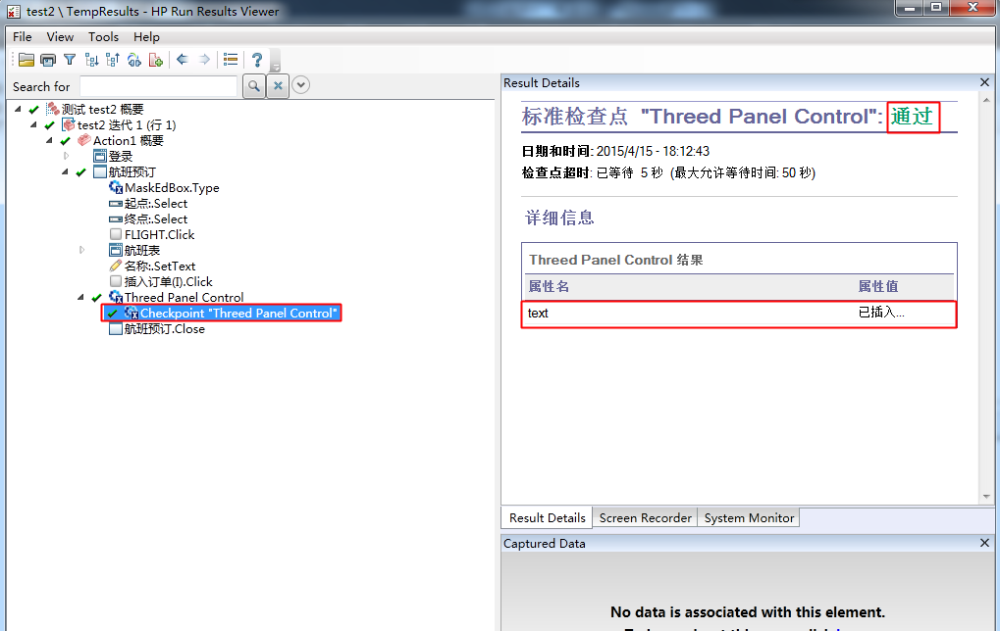 test2 \ TempResults - HP Run Results Viewer
File View Tools Help
Search for
测试 test2 概要
test2 迭代 1 (行 1)
Action1 概要
登录
航班预订
MaskEdBox.Type
起点:.Select
终点:.Select
FLIGHT.Click
航班表
名称:.SetText
插入订单(I).Click
Threed Panel Control
Checkpoint "Threed Panel Control"
航班预订.Close
Result Details
标准检查点 "Threed Panel Control": 通过
日期和时间: 2015/4/15 - 18:12:43
检查点超时: 已等待 5 秒 (最大允许等待时间: 50 秒)
详细信息
Threed Panel Control 结果
属性名 属性值
text 已插入...
Result Details Screen Recorder System Monitor
Captured Data
No data is associated with this element.